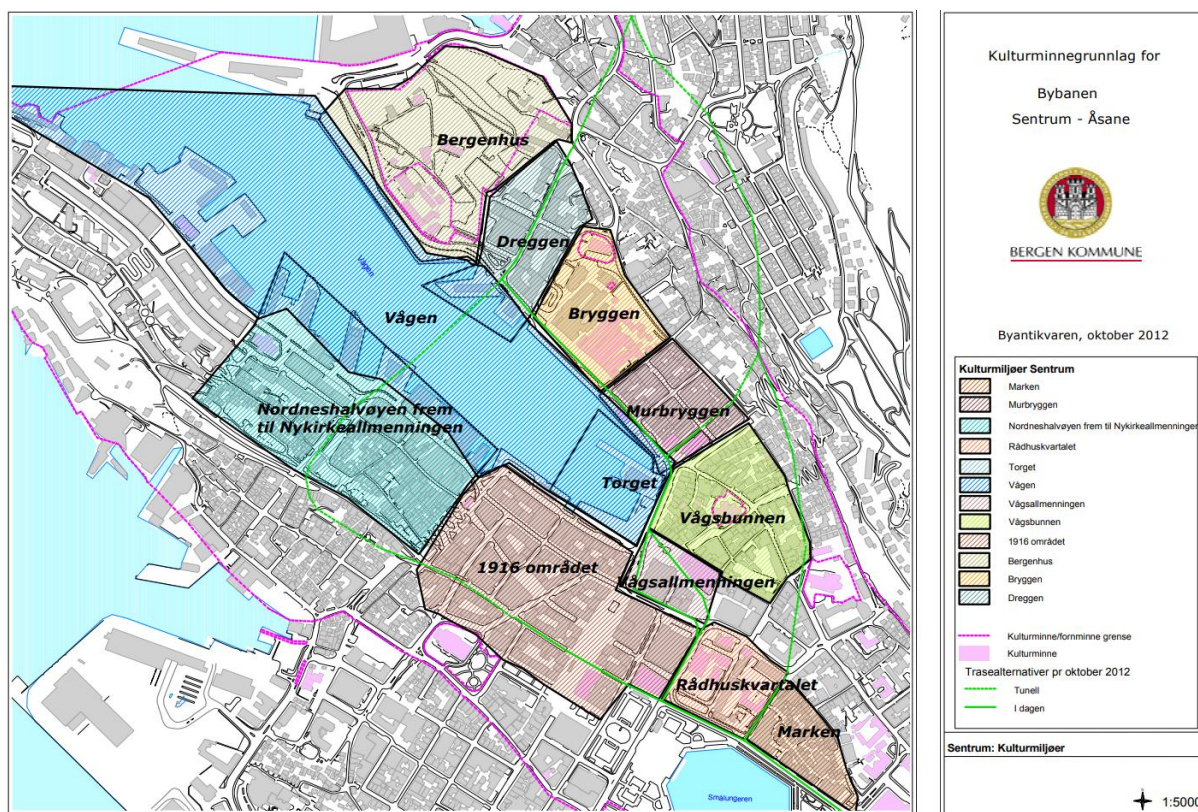 Bergenhus
Dreggen
Vågen
Bryggen
Vågen
Murbryggen
Nordneshalvøyen frem
til Nykirkeallmenningen
Torget
Vågsbunnen
1916 området
Vågsallmenningen
Rådhuskvartalet
Marken
Smålungeren
Kulturminnegrunnlag for
Bybanen
Sentrum - Åsane
BERGEN KOMMUNE
Byantikvaren, oktober 2012
Kulturmiljøer Sentrum
Marken
Murbryggen
Nordneshalvøyen frem til Nykirkeallmenningen
Rådhuskvartalet
Torget
Vågen
Vågsallmenningen
Vågsbunnen
1916 området
Bergenhus
Bryggen
Dreggen
Kulturminne/fornminne grense
Kulturminne
Trasealternativer pr oktober 2012
Tunell
I dagen
Sentrum: Kulturmiljøer
1:5000